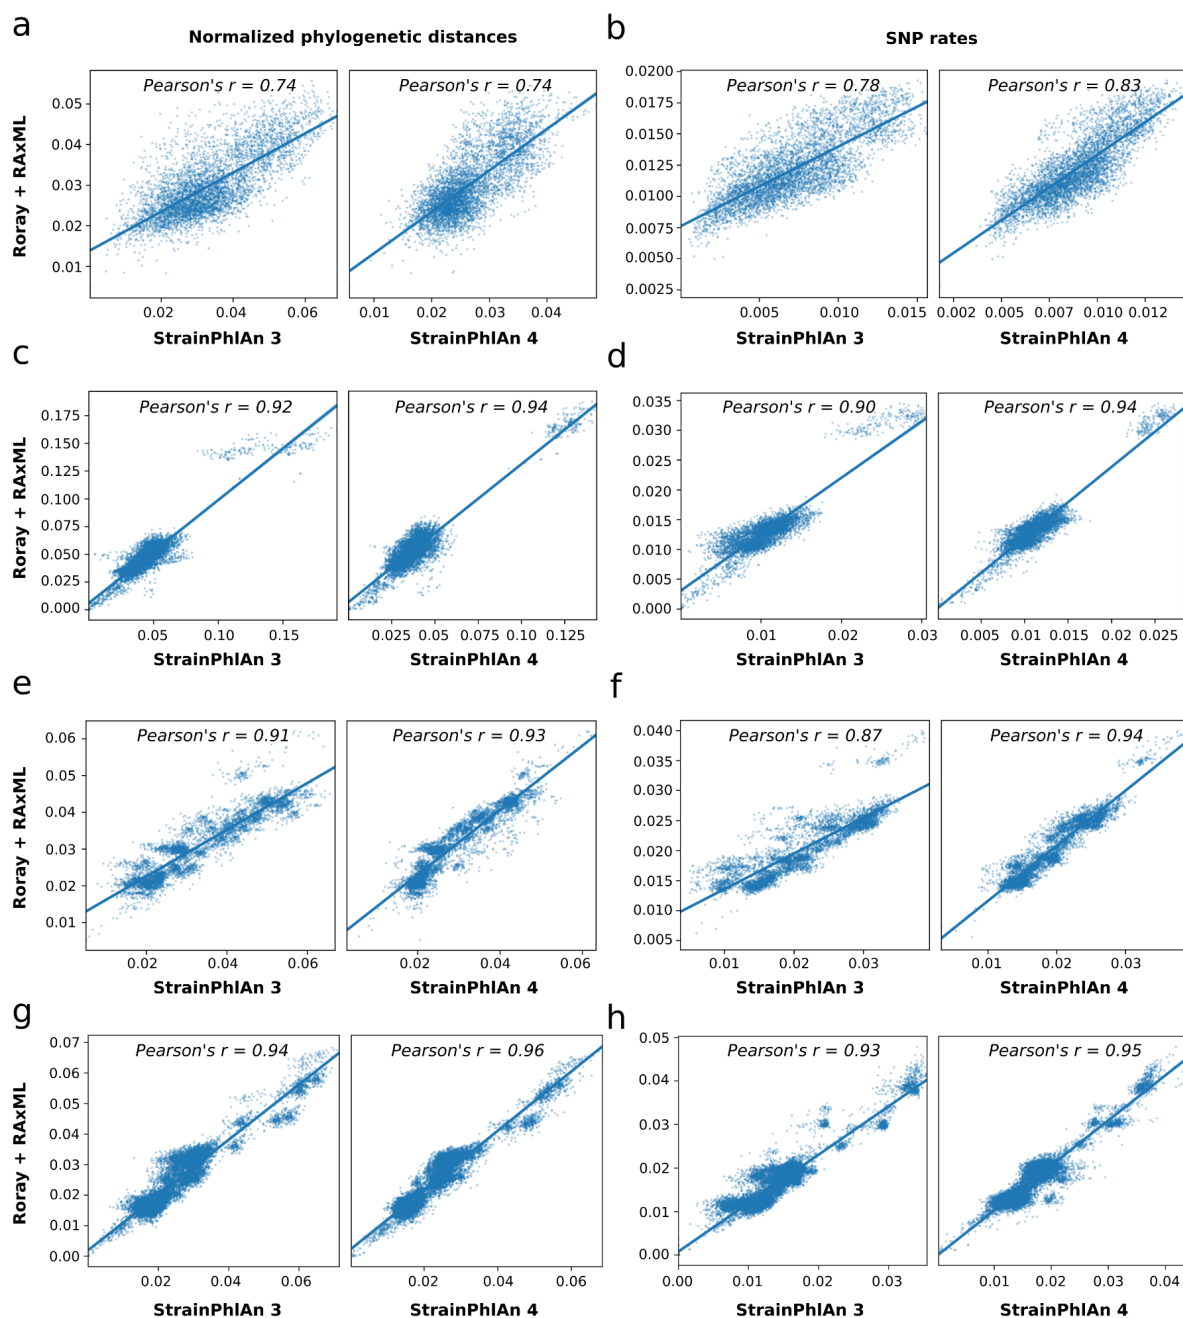 a
b
Normalized phylogenetic distances
SNP rates
Pearson's r = 0.74
Pearson's r = 0.74
Pearson's r = 0.78
Pearson's r = 0.83
0.05
0.04
0.03
0.02
0.01
0.0200
0.0175
0.0150
0.0125
0.0100
0.0075
0.0050
0.0025
Roray + RAxML
0.02 0.04 0.06
0.01 0.02 0.03 0.04
0.005 0.010 0.015
0.002 0.005 0.007 0.010 0.012
StrainPhlAn 3
StrainPhlAn 4
StrainPhlAn 3
StrainPhlAn 4
c
d
Pearson's r = 0.92
Pearson's r = 0.94
Pearson's r = 0.90
Pearson's r = 0.94
0.175
0.150
0.125
0.100
0.075
0.050
0.025
0.000
0.035
0.030
0.025
0.020
0.015
0.010
0.005
0.000
Roray + RAxML
0.05 0.10 0.15
0.025 0.050 0.075 0.100 0.125
0.01 0.02 0.03
0.005 0.010 0.015 0.020 0.025
StrainPhlAn 3
StrainPhlAn 4
StrainPhlAn 3
StrainPhlAn 4
e
f
Pearson's r = 0.91
Pearson's r = 0.93
Pearson's r = 0.87
Pearson's r = 0.94
0.06
0.05
0.04
0.03
0.02
0.01
0.040
0.035
0.030
0.025
0.020
0.015
0.010
0.005
Roray + RAxML
0.02 0.04 0.06
0.02 0.04 0.06
0.01 0.02 0.03
0.01 0.02 0.03
StrainPhlAn 3
StrainPhlAn 4
StrainPhlAn 3
StrainPhlAn 4
g
h
Pearson's r = 0.94
Pearson's r = 0.96
Pearson's r = 0.93
Pearson's r = 0.95
0.07
0.06
0.05
0.04
0.03
0.02
0.01
0.00
0.05
0.04
0.03
0.02
0.01
0.00
Roray + RAxML
0.02 0.04 0.06
0.02 0.04 0.06
0.00 0.01 0.02 0.03
0.01 0.02 0.03 0.04
StrainPhlAn 3
StrainPhlAn 4
StrainPhlAn 3
StrainPhlAn 4